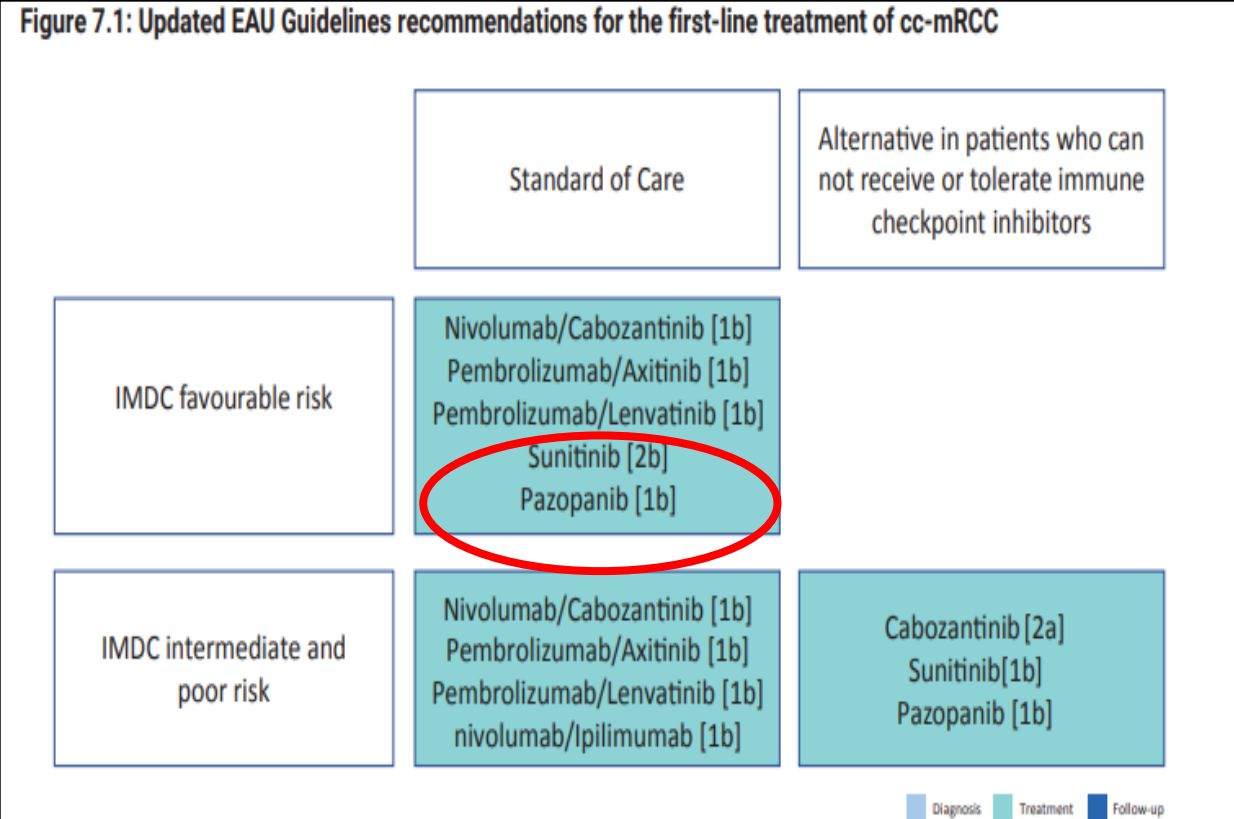 Figure 7.1: Updated EAU Guidelines recommendations for the first-line treatment of cc-mRCC
Standard of Care
Alternative in patients who can
not receive or tolerate immune
checkpoint inhibitors
IMDC favourable risk
Nivolumab/Cabozantinib [1b]
Pembrolizumab/Axitinib [1b]
Pembrolizumab/Lenvatinib [1b]
Sunitinib [2b]
Pazopanib [1b]
IMDC intermediate and
poor risk
Nivolumab/Cabozantinib [1b]
Pembrolizumab/Axitinib [1b]
Pembrolizumab/Lenvatinib [1b]
nivolumab/Ipilimumab [1b]
Cabozantinib [2a]
Sunitinib[1b]
Pazopanib [1b]
Diagnosis Treatment Follow-up